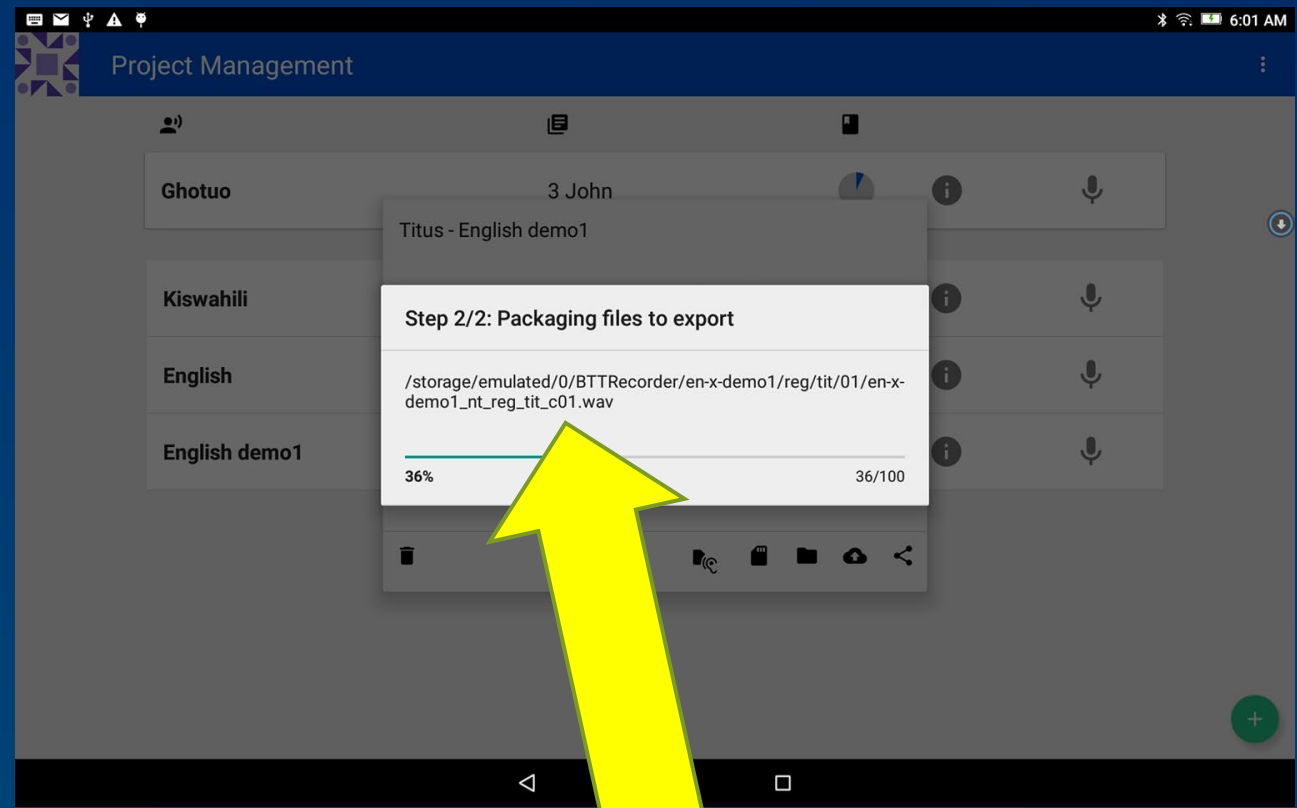 6:01 AM
Project Management
Ghotuo 3 John
Titus - English demo1
Kiswahili
Step 2/2: Packaging files to export
English
/storage/emulated/0/BTTRecorder/en-x-demo1/reg/tit/01/en-x-
demo1_nt_reg_tit_c01.wav
English demo1
36% 36/100